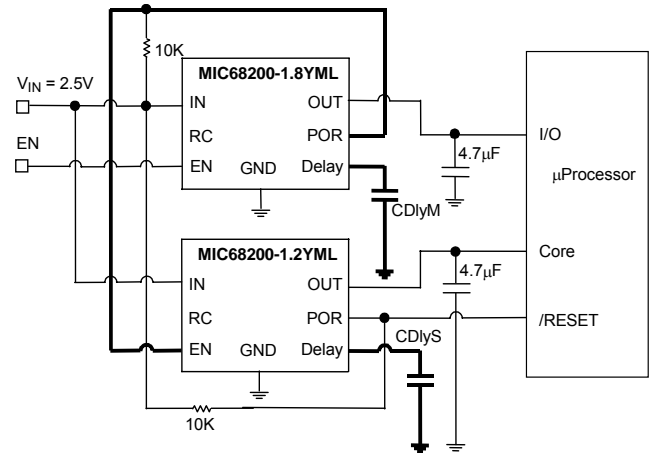 10K
VIN = 2.5V
EN
MIC68200-1.8YML
IN
OUT
RC
POR
EN
GND
Delay
CDlyM
4.7µF
I/O
µProcessor
MIC68200-1.2YML
IN
OUT
RC
POR
EN
GND
Delay
CDlyS
4.7µF
Core
/RESET
10K